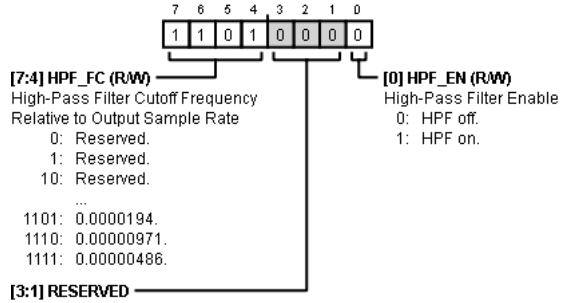 7 6 5 4 3 2 1 0
1 1 0 1 0 0 0 0
[7:4] HPF_FC (R/W)
High-Pass Filter Cutoff Frequency
Relative to Output Sample Rate
0: Reserved.
1: Reserved.
10: Reserved.
...
1101: 0.0000194.
1110: 0.00000971.
1111: 0.00000486.
[3:1] RESERVED
[0] HPF_EN (R/W)
High-Pass Filter Enable
0: HPF off.
1: HPF on.